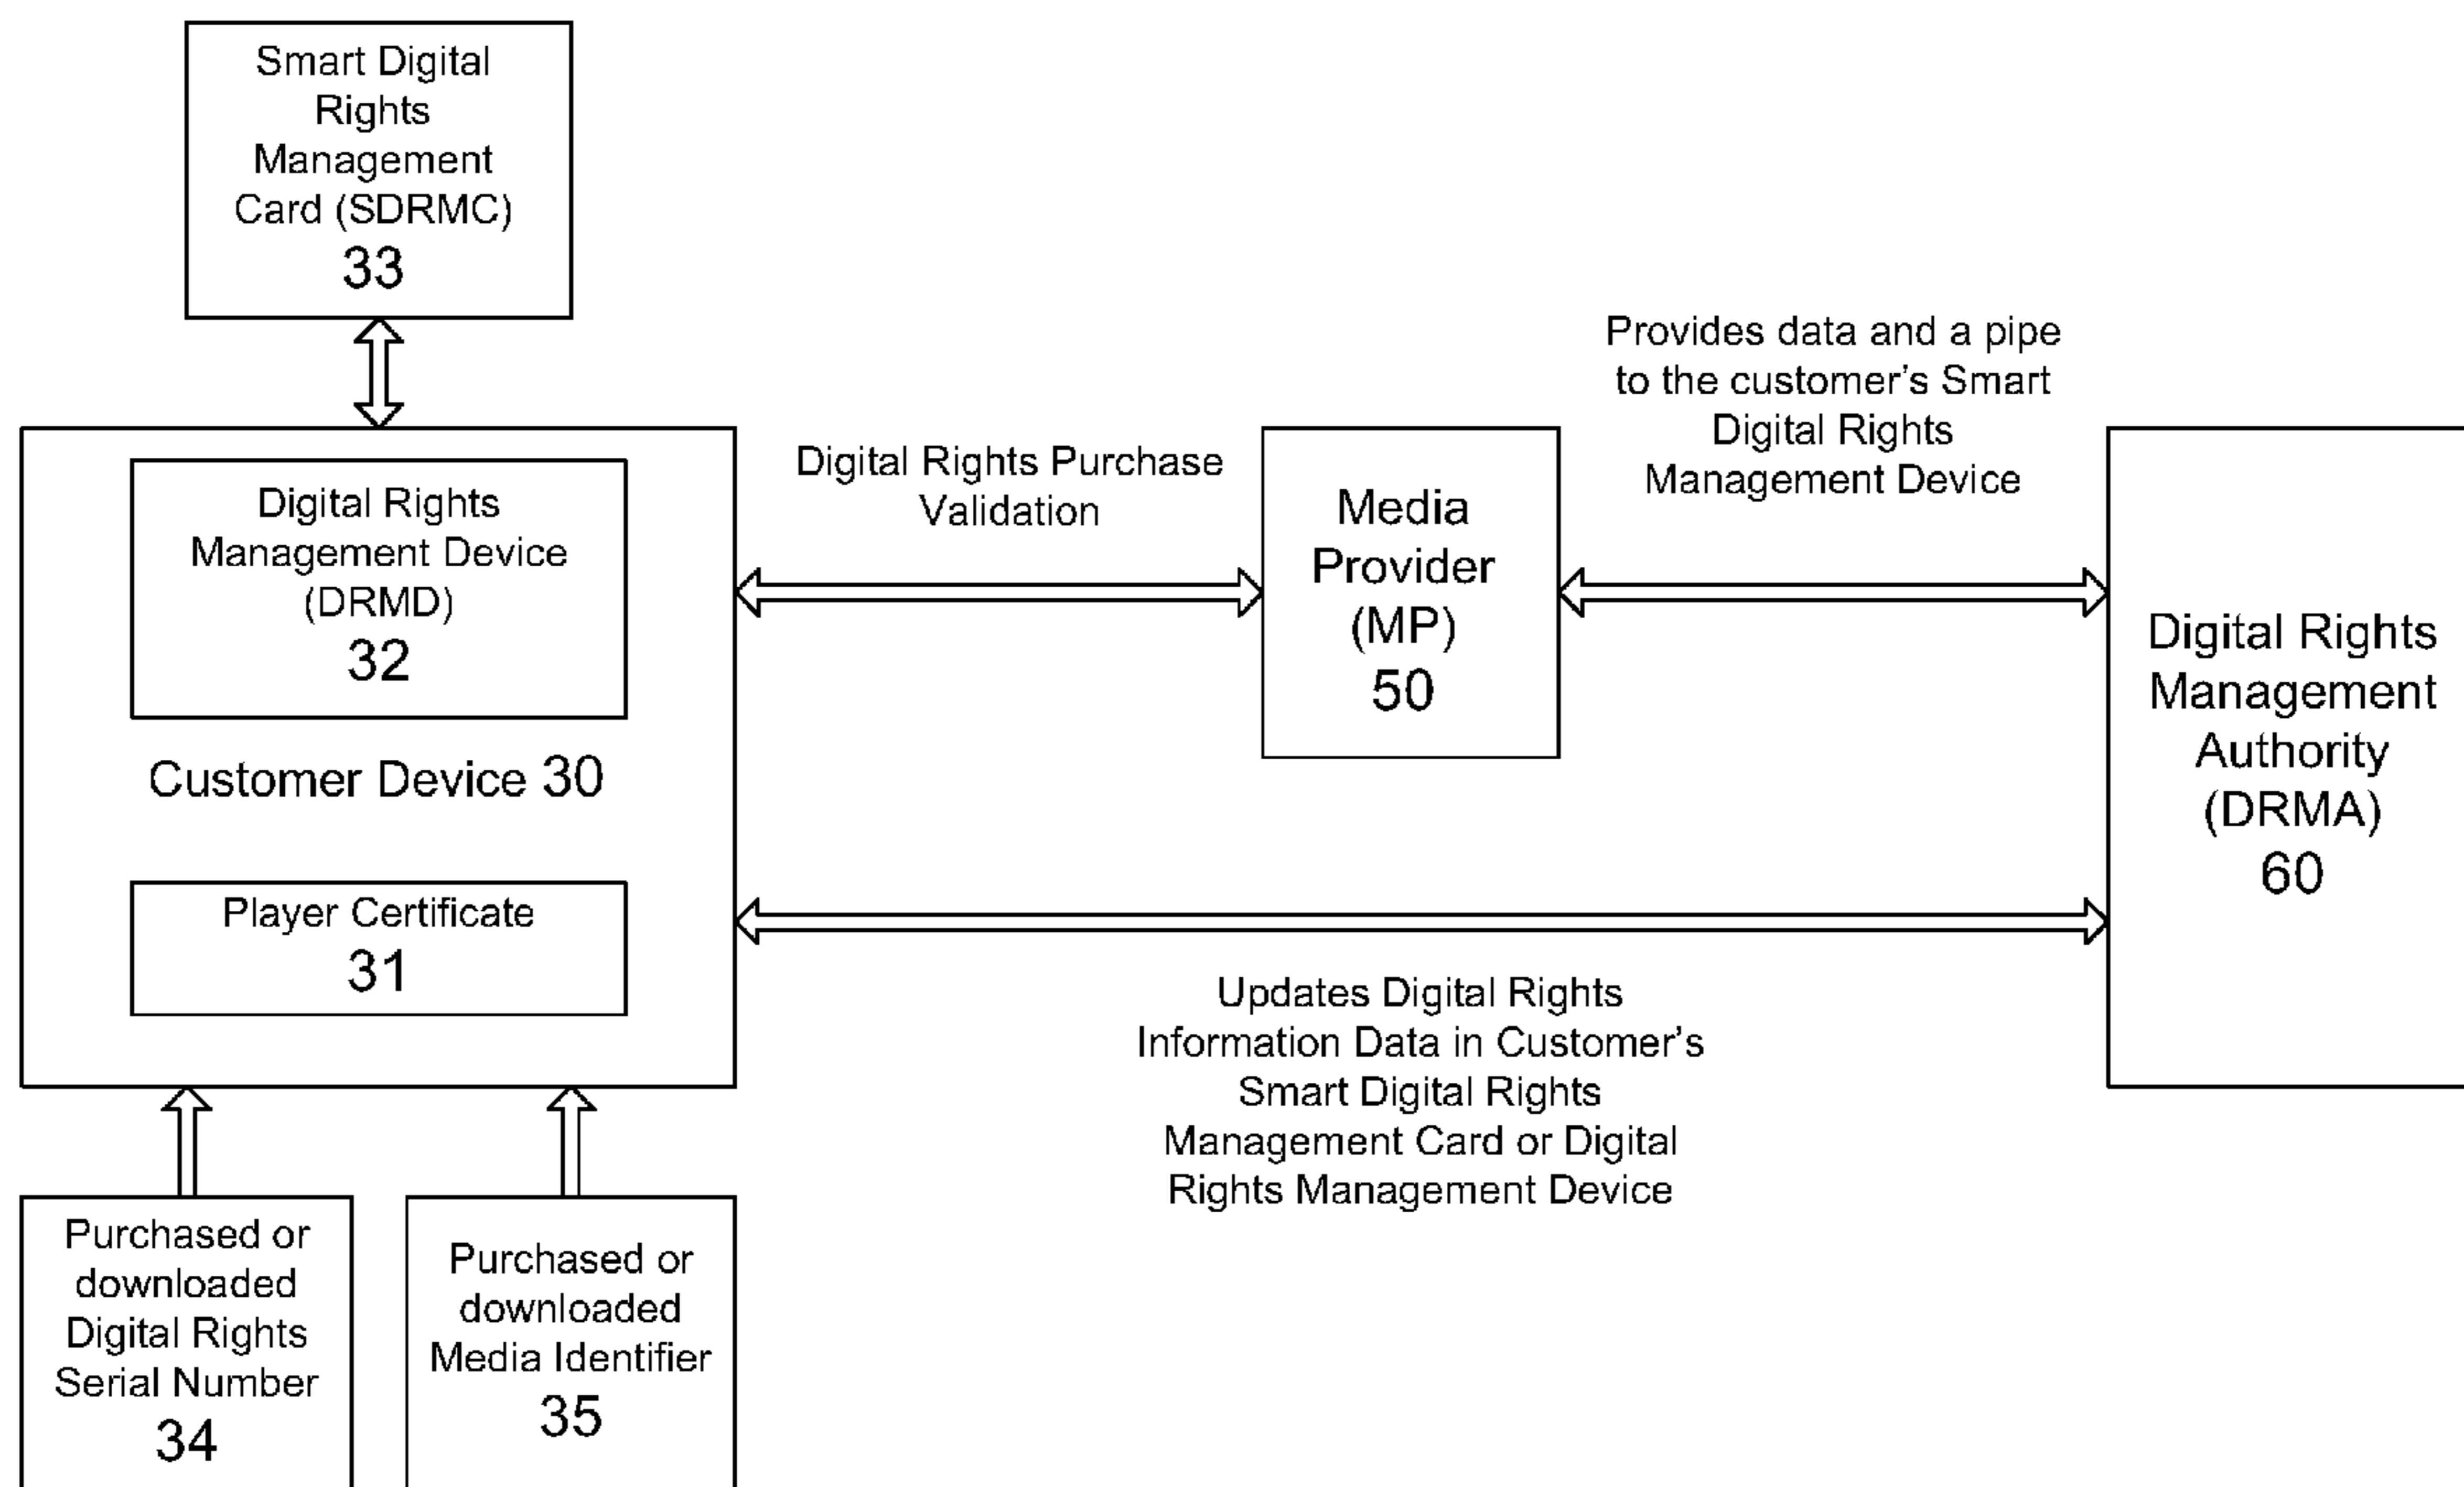 Smart Digital
Rights
Management
Card (SDRMC)
33
Digital Rights
Management Device
(DRMD)
32
Customer Device 30
Player Certificate
31
Purchased or
downloaded
Digital Rights
Serial Number
34
Purchased or
downloaded
Media Identifier
35
Digital Rights Purchase
Validation
Media
Provider
(MP)
50
Provides data and a pipe
to the customer's Smart
Digital Rights
Management Device
Updates Digital Rights
Information Data in Customer's
Smart Digital Rights
Management Card or Digital
Rights Management Device
Digital Rights
Management
Authority
(DRMA)
60